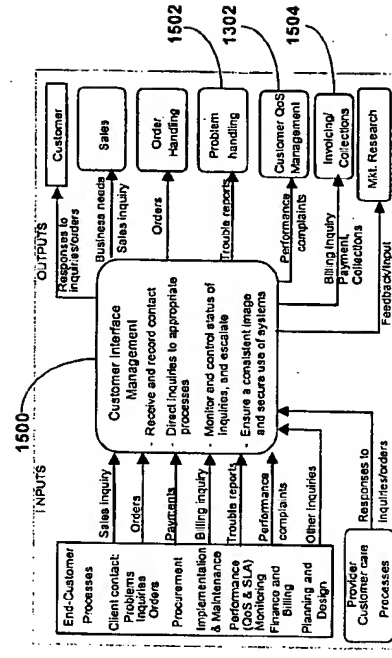 1500
INPUTS
OUTPUTS
End-Customer
Processes
Client contact:
Problems
Inquiries
Orders
Procurement
Implementation
& Maintenance
Performance
(QoS & SLA)
Monitoring
Finance and
Billing
Planning and
Design
Provider
Customer care
Processes
Sales inquiry
Orders
Payments
Billing inquiry
Trouble reports
Performance
complaints
Other Inquiries
Responses to
Inquiries/orders
Customer Interface
Management
- Receive and record contact
- Direct inquiries to appropriate
processes
- Monitor and control status of
inquiries, and escalate
- Ensure a consistent image
and secure use of systems
Responses to
inquiries/orders
Business needs
Sales inquiry
Orders
Trouble reports
Performance
complaints
Billing Inquiry
Payment,
Collections
Feedback/Input
Customer
Sales
Order
Handling
Problem
handling
Customer QoS
Management
Invoicing/
Collections
Mkt. Research
1502
1302
1504